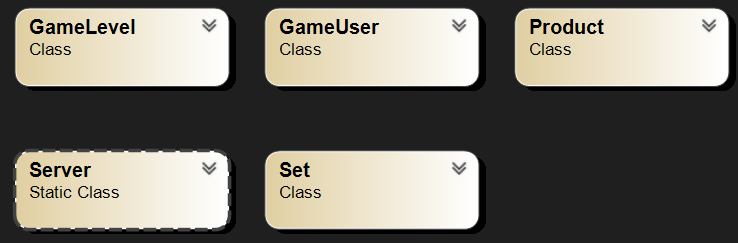 GameLevel
Class
GameUser
Class
Product
Class
Server
Static Class
Set
Class